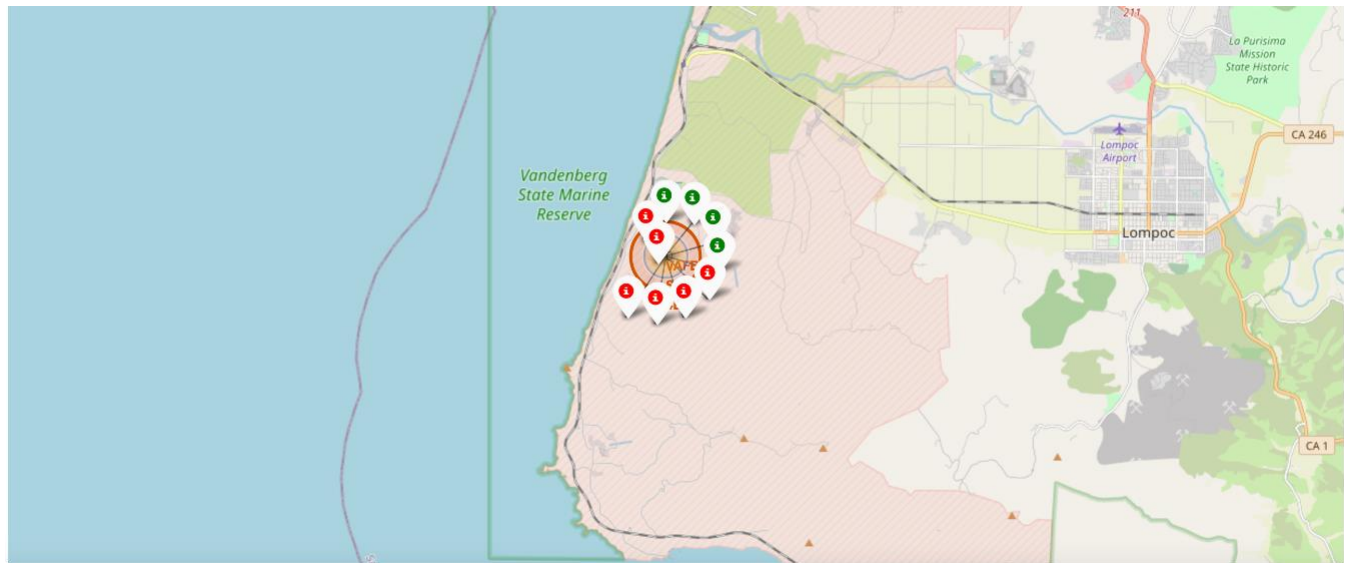 211
La Purisima
Mission
State Historic
Park
CA 246
Lompoc
Airport
Vandenberg
State Marine
Reserve
Lompoc
CA 1